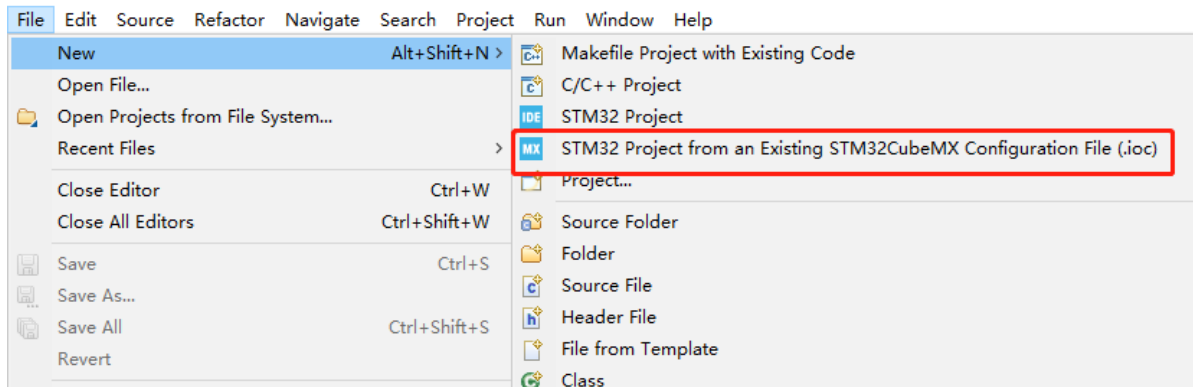 File Edit Source Refactor Navigate Search Project Run Window Help
New Alt+Shift+N >
Open File...
Open Projects from File System...
Recent Files >
Close Editor Ctrl+W
Close All Editors Ctrl+Shift+W
Save Ctrl+S
Save As...
Save All Ctrl+Shift+S
Revert
Makefile Project with Existing Code
C/C++ Project
IDE STM32 Project
MX STM32 Project from an Existing STM32CubeMX Configuration File (.ioc)
Project...
Source Folder
Folder
Source File
Header File
File from Template
Class